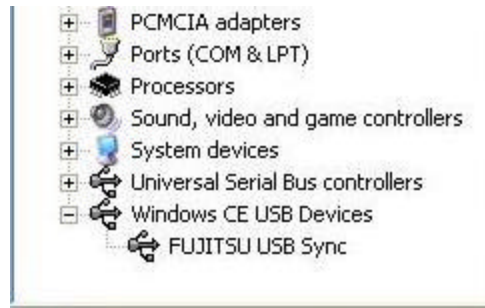 PCMCIA adapters
Ports (COM & LPT)
Processors
Sound, video and game controllers
System devices
Universal Serial Bus controllers
Windows CE USB Devices
FUJITSU USB Sync